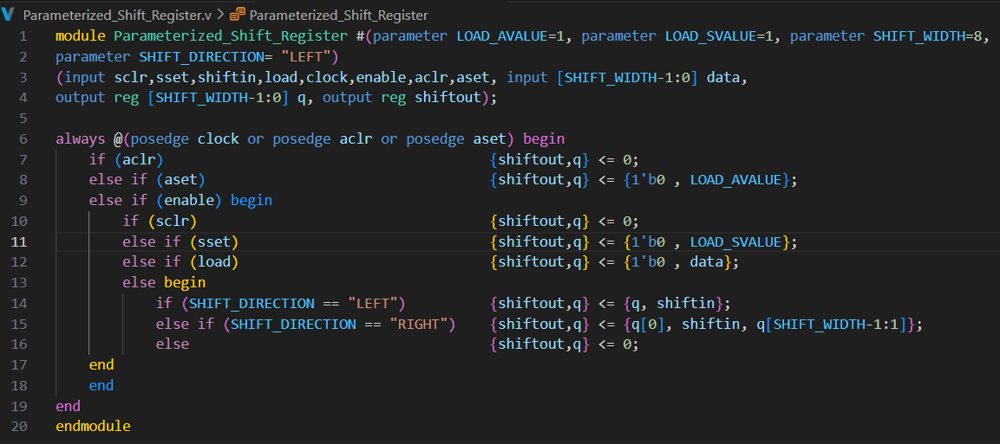 Parameterized_Shift_Register.v > Parameterized_Shift_Register
1 module Parameterized_Shift_Register #(parameter LOAD_AVALUE=1, parameter LOAD_SVALUE=1, parameter SHIFT_WIDTH=8,
2 parameter SHIFT_DIRECTION= "LEFT")
3 (input sclr,sset,shiftin,load,clock,enable,aclr,aset, input [SHIFT_WIDTH-1:0] data,
4 output reg [SHIFT_WIDTH-1:0] q, output reg shiftout);
5
6 always @(posedge clock or posedge aclr or posedge aset) begin
7     if (aclr)                                       {shiftout,q} <= 0;
8     else if (aset)                                  {shiftout,q} <= {1'b0 , LOAD_AVALUE};
9     else if (enable) begin
10         if (sclr)                                   {shiftout,q} <= 0;
11         else if (sset)                              {shiftout,q} <= {1'b0 , LOAD_SVALUE};
12         else if (load)                              {shiftout,q} <= {1'b0 , data};
13         else begin
14             if (SHIFT_DIRECTION == "LEFT")          {shiftout,q} <= {q, shiftin};
15             else if (SHIFT_DIRECTION == "RIGHT")    {shiftout,q} <= {q[0], shiftin, q[SHIFT_WIDTH-1:1]};
16             else                                    {shiftout,q} <= 0;
17     end
18     end
19 end
20 endmodule